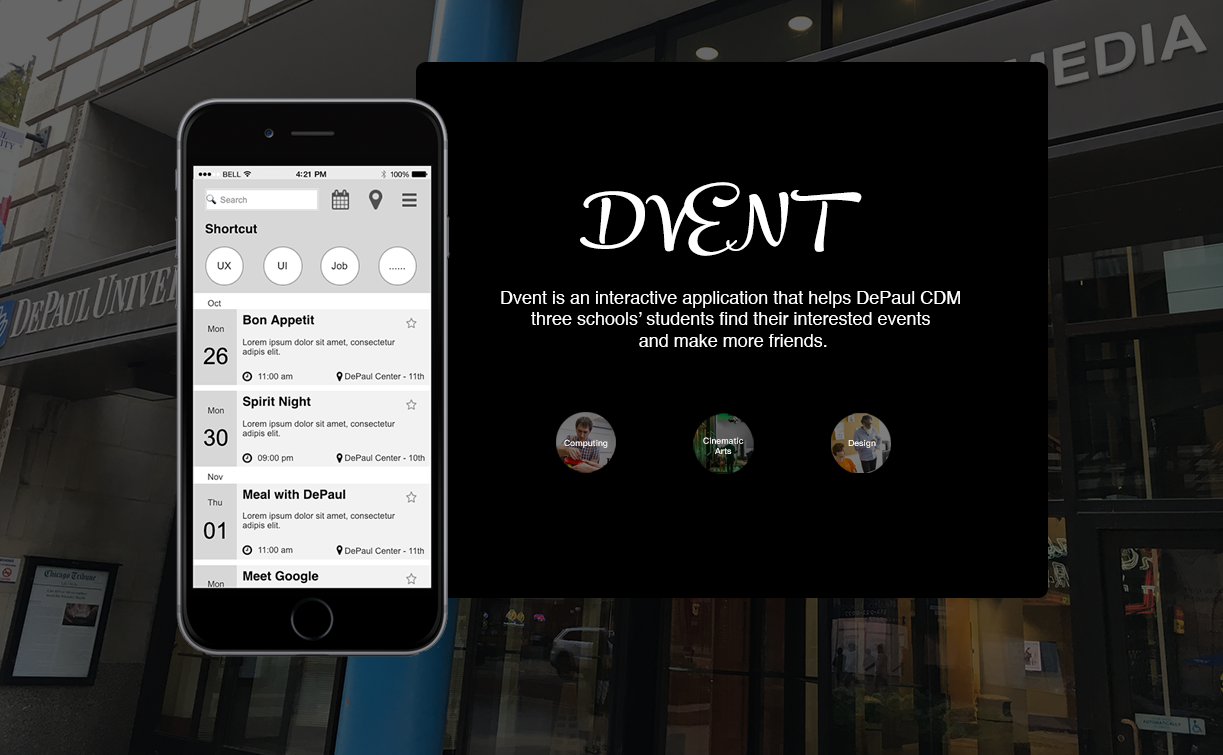 MEDIA
DEPAUL UNIVER
Chicago Tribune
BELL
4:21 PM
100%
Search
Shortcut
UX
UI
Job
......
Oct
Mon
26
Bon Appetit
Lorem ipsum dolor sit amet, consectetur
adipis elit.
11:00 am
DePaul Center - 11th
Mon
30
Spirit Night
Lorem ipsum dolor sit amet, consectetur
adipis elit.
09:00 pm
DePaul Center - 10th
Nov
Thu
01
Meal with DePaul
Lorem ipsum dolor sit amet, consectetur
adipis elit.
11:00 am
DePaul Center - 11th
Mon
Meet Google
DVENT
Dvent is an interactive application that helps DePaul CDM
three schools’ students find their interested events
and make more friends.
Computing
Cinematic
Arts
Design